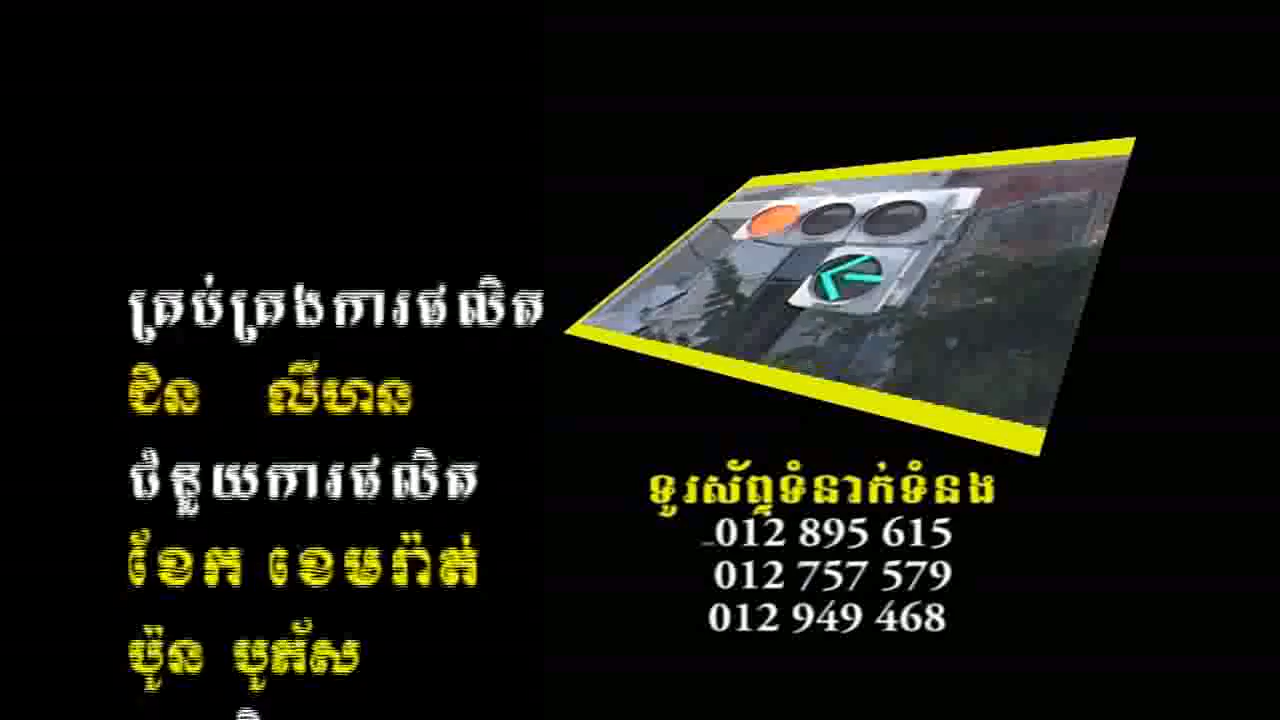 គ្រប់គ្រងការផលិត
ជិន លីហាន
ជំនួយការផលិត
ខែក ខេមរ៉ាត់
ប៉ូន បូរ័ស
ទូរស័ព្ទទំនាក់ទំនង
012 895 615
012 757 579
012 949 468